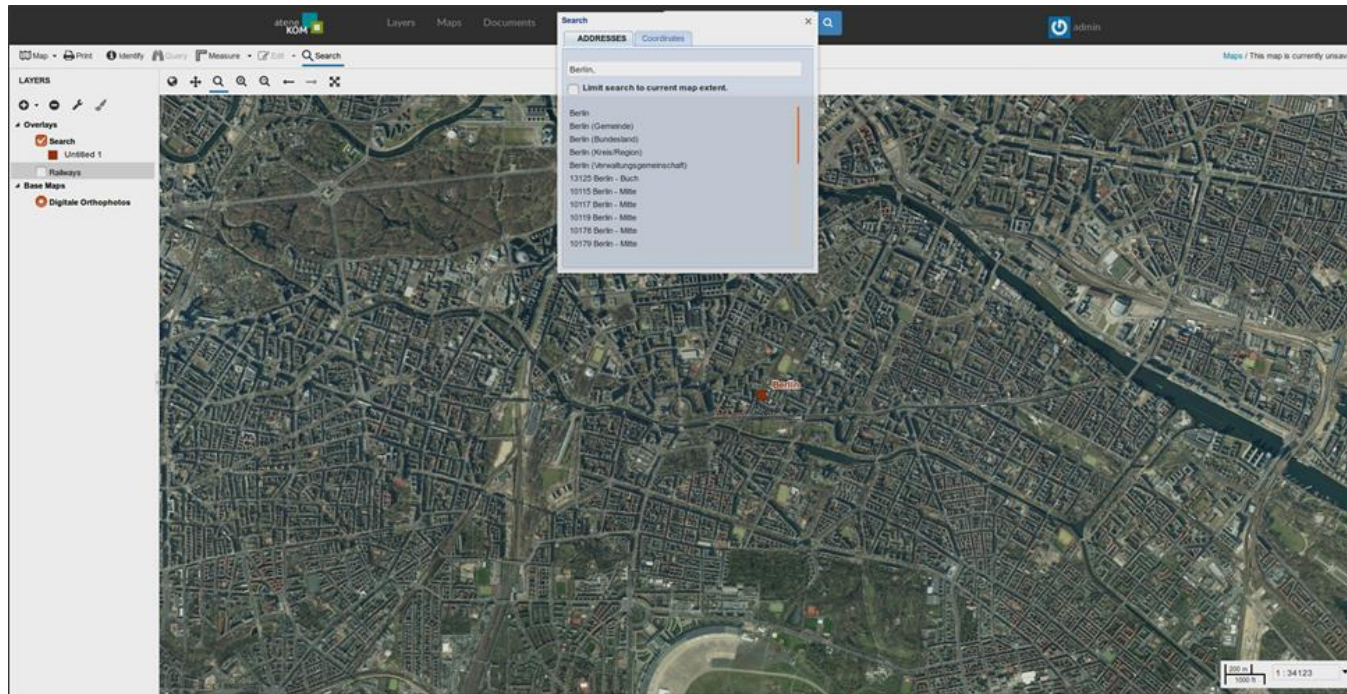 atene KOM Layers Maps Documents admin
Search
ADDRESSES Coordinates
Map Print Identify Query Measure Edit Search
Maps / This map is currently unsav
Berlin,
Limit search to current map extent.
LAYERS
Overlays
Search
Untitled 1
Railways
Base Maps
Digitale Orthophotos
Berlin
Berlin (Gemeinde)
Berlin (Bundesland)
Berlin (Kreis/Region)
Berlin (Verwaltungsgemeinschaft)
13125 Berlin - Buch
10115 Berlin - Mitte
10117 Berlin - Mitte
10119 Berlin - Mitte
10178 Berlin - Mitte
10179 Berlin - Mitte
Berlin
200 m
1000 ft
1 : 34123